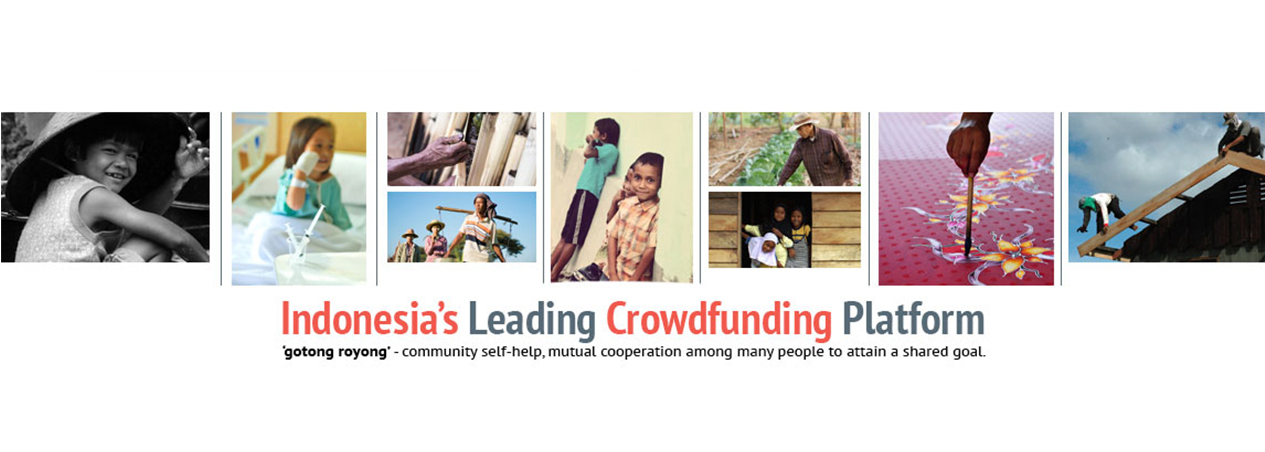 Indonesia's Leading Crowdfunding Platform
'gotong royong' - community self-help, mutual cooperation among many people to attain a shared goal.